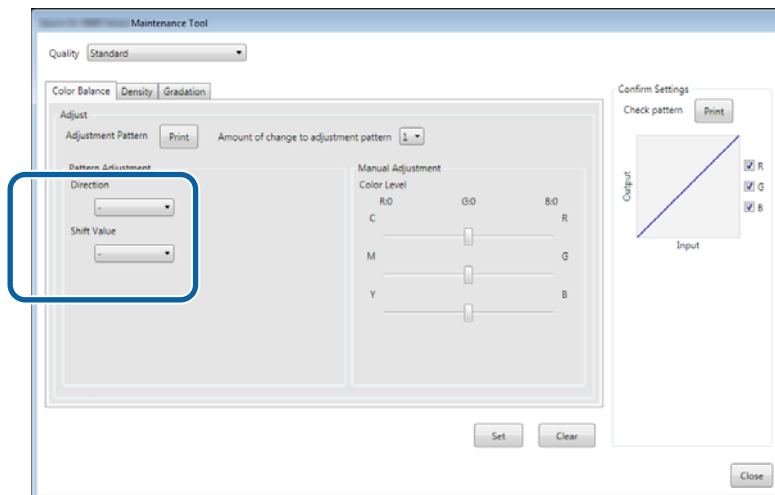 Maintenance Tool
Quality Standard
Color Balance Density Gradation
Adjust
Adjustment Pattern Print Amount of change to adjustment pattern 1
Pattern Adjustment
Direction
-
Shift Value
-
Manual Adjustment
Color Level
R:0 G:0 B:0
C R
M G
Y B
Set Clear
Confirm Settings
Check pattern Print
Output
Input
R
G
B
Close